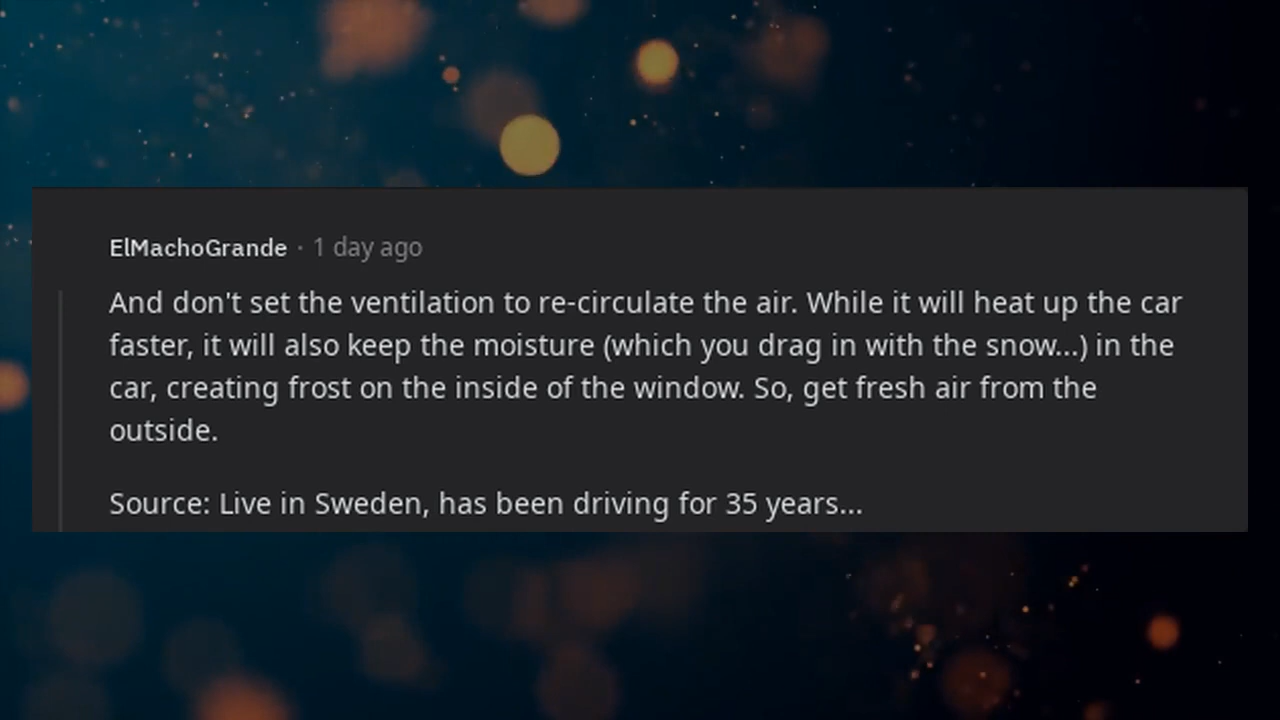 ElMachoGrande · 1 day ago
And don't set the ventilation to re-circulate the air. While it will heat up the car
faster, it will also keep the moisture (which you drag in with the snow...) in the
car, creating frost on the inside of the window. So, get fresh air from the
outside.
Source: Live in Sweden, has been driving for 35 years...